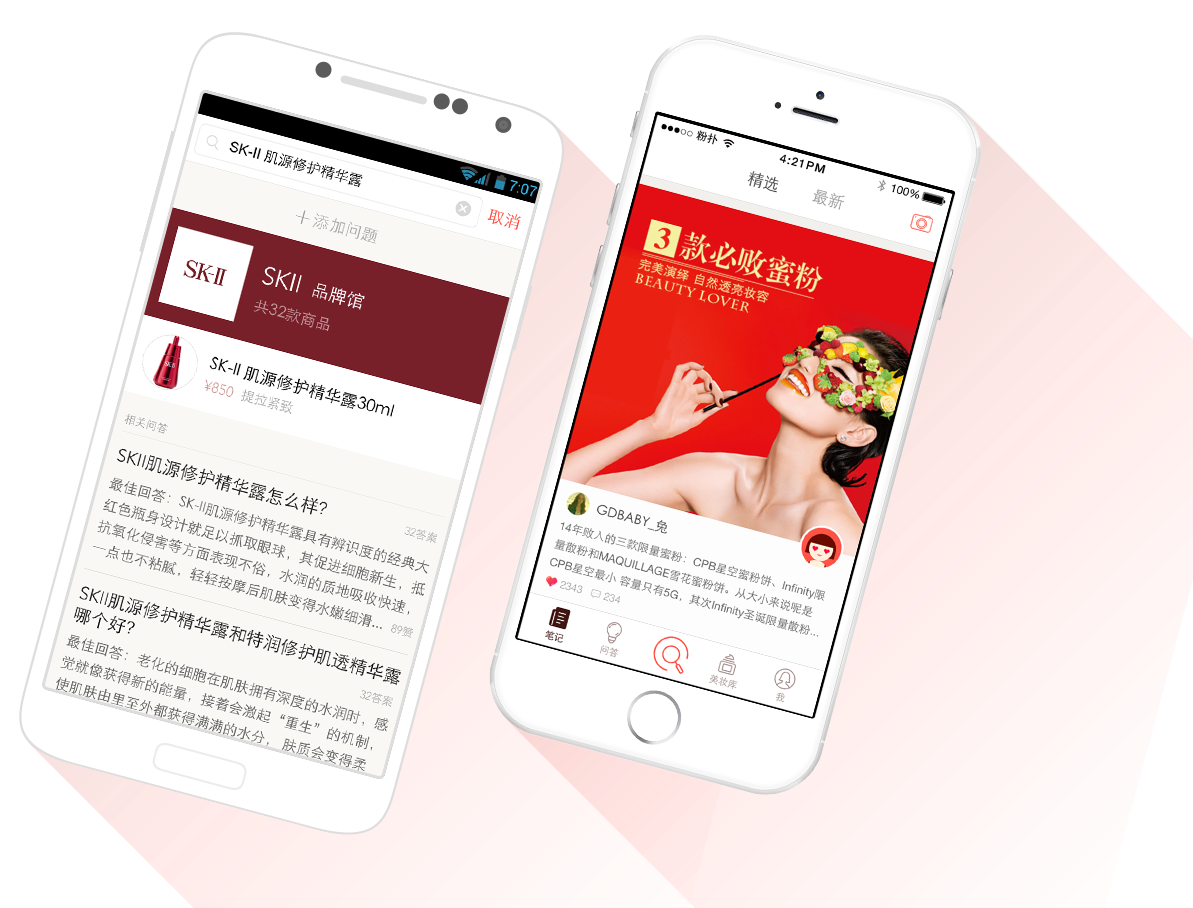 7:07
SK-II 肌源修护精华露
取消
添加问题
SK-II
SKII 品牌馆
共32款商品
SK-II 肌源修护精华露30ml
¥850 提拉紧致
相关问答
SKII肌源修护精华露怎么样?
32答案
最佳回答：SK-II肌源修护精华露具有辩识度的经典大
红色瓶身设计就足以抓取眼球，其促进细胞新生，抵
抗氧化侵害等方面表现不俗，水润的质地吸收快速，
一点也不粘腻，轻轻按摩后肌肤变得水嫩细滑...
89赞
SKII肌源修护精华露和特润修护肌透精华露
哪个好?
32答案
最佳回答：老化的细胞在肌肤拥有深度的水润时，感
觉就像获得新的能量，接着会激起“重生”的机制，
使肌肤由里至外都获得满满的水分， 肤质会变得柔
粉扑
4:21PM
100%
精选
最新
3款必败蜜粉
完美演绎 自然透亮妆容
BEAUTY LOVER
GDBABY_兔
14年败入的三款限量蜜粉：CPB星空蜜粉饼、Infinity限
量散粉和MAQUILLAGE雪花蜜粉饼。从大小来说呢是
CPB星空最小 容量只有5G，其次Infinity圣诞限量散粉...
2343
234
笔记
问答
美妆库
我